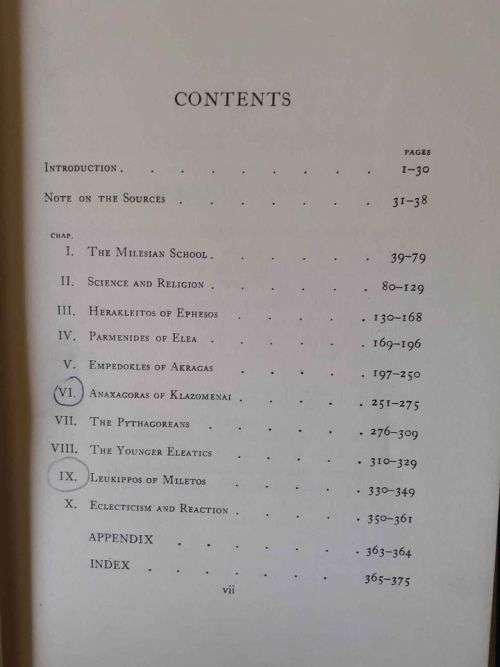 CONTENTS
PAGES
INTRODUCTION . . . . . . . . . 1–30
NOTE ON THE SOURCES . . . . . . 31–38
CHAP.
I. THE MILESIAN SCHOOL . . . . . 39–79
II. SCIENCE AND RELIGION . . . . . 80–129
III. HERAKLEITOS OF EPHESOS . . . . 130–168
IV. PARMENIDES OF ELEA . . . . . 169–196
V. EMPEDOKLES OF AKRAGAS . . . . 197–250
VI. ANAXAGORAS OF KLAZOMENAI . . . . 251–275
VII. THE PYTHAGOREANS . . . . . 276–309
VIII. THE YOUNGER ELEATICS . . . . 310–329
IX. LEUKIPPOS OF MILETOS . . . . 330–349
X. ECLECTICISM AND REACTION . . . . 350–361
APPENDIX . . . . . . 363–364
INDEX . . . . . . 365–375
vii